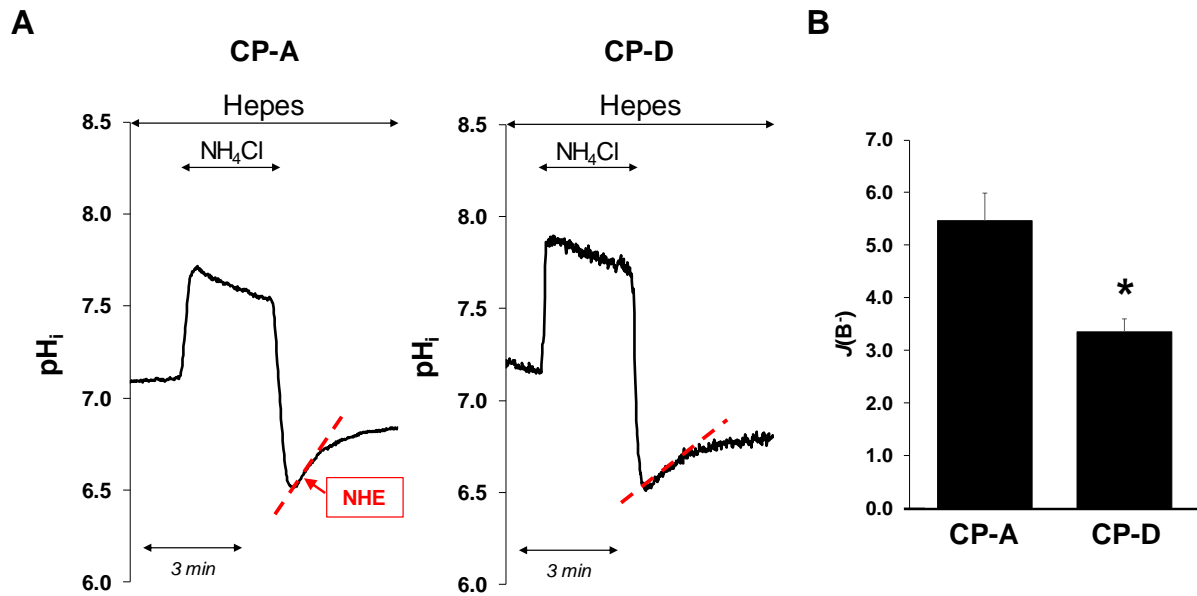 A
B
CP-A
CP-D
Hepes
Hepes
NH₄Cl
NH₄Cl
8.5
8.0
7.5
7.0
6.5
6.0
pHᵢ
NHE
3 min
8.5
8.0
7.5
7.0
6.5
6.0
pHᵢ
3 min
7.0
6.0
5.0
4.0
3.0
2.0
1.0
0.0
J(B⁻)
*
CP-A
CP-D